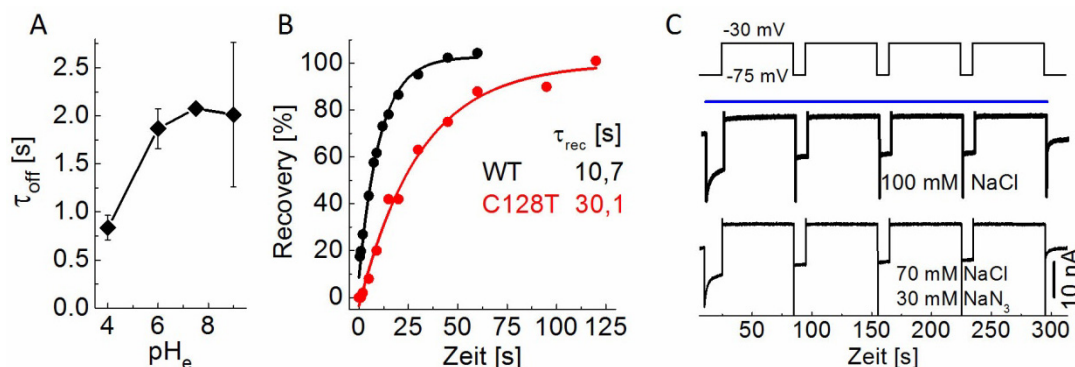 A
τoff [s]
2.5
2.0
1.5
1.0
0.5
0.0
4 6 8
pHe
B
Recovery [%]
100
80
60
40
20
0
τrec [s]
WT 10,7
C128T 30,1
0 25 50 75 100 125
Zeit [s]
C
-30 mV
-75 mV
100 mM NaCl
70 mM NaCl
30 mM NaN3
10 nA
50 100 150 200 250 300
Zeit [s]